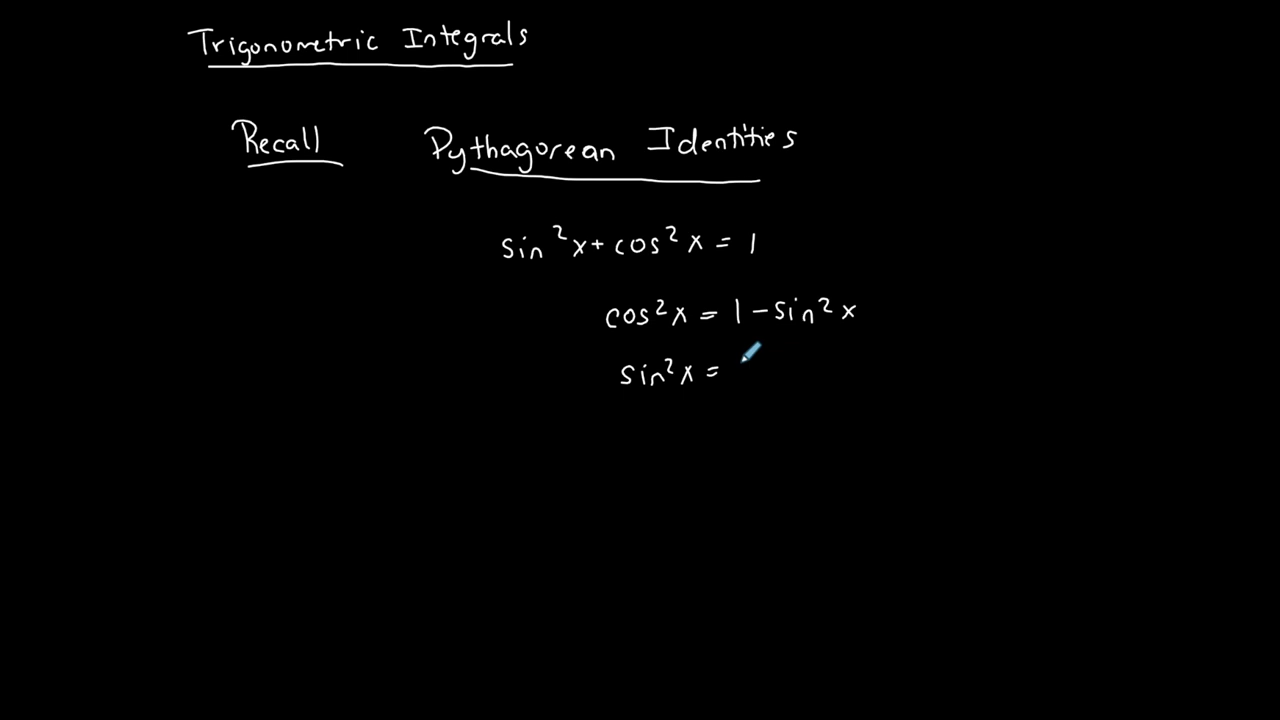 Trigonometric Integrals
Recall Pythagorean Identities
sin²x + cos²x = 1
cos²x = 1 - sin²x
sin²x =